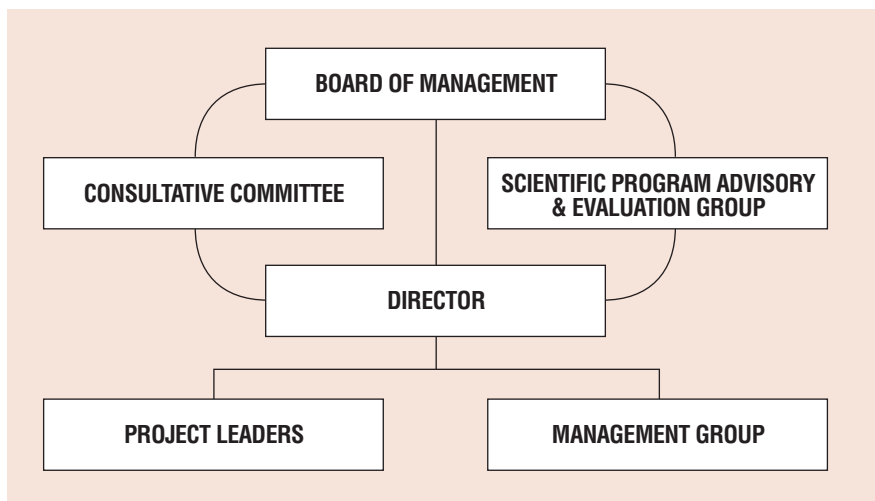 BOARD OF MANAGEMENT
CONSULTATIVE COMMITTEE
SCIENTIFIC PROGRAM ADVISORY
& EVALUATION GROUP
DIRECTOR
PROJECT LEADERS
MANAGEMENT GROUP